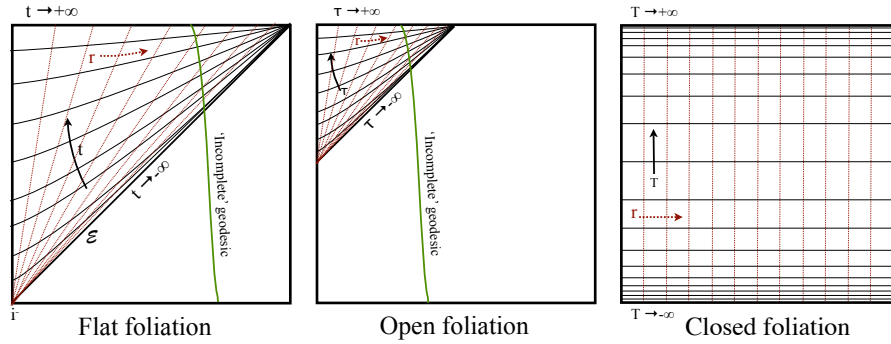 t → +∞
r
t
t → -∞
ε
'Incomplete' geodesic
i-
Flat foliation
τ → +∞
r
τ
τ → -∞
'Incomplete' geodesic
Open foliation
T → +∞
T
r
T → -∞
Closed foliation